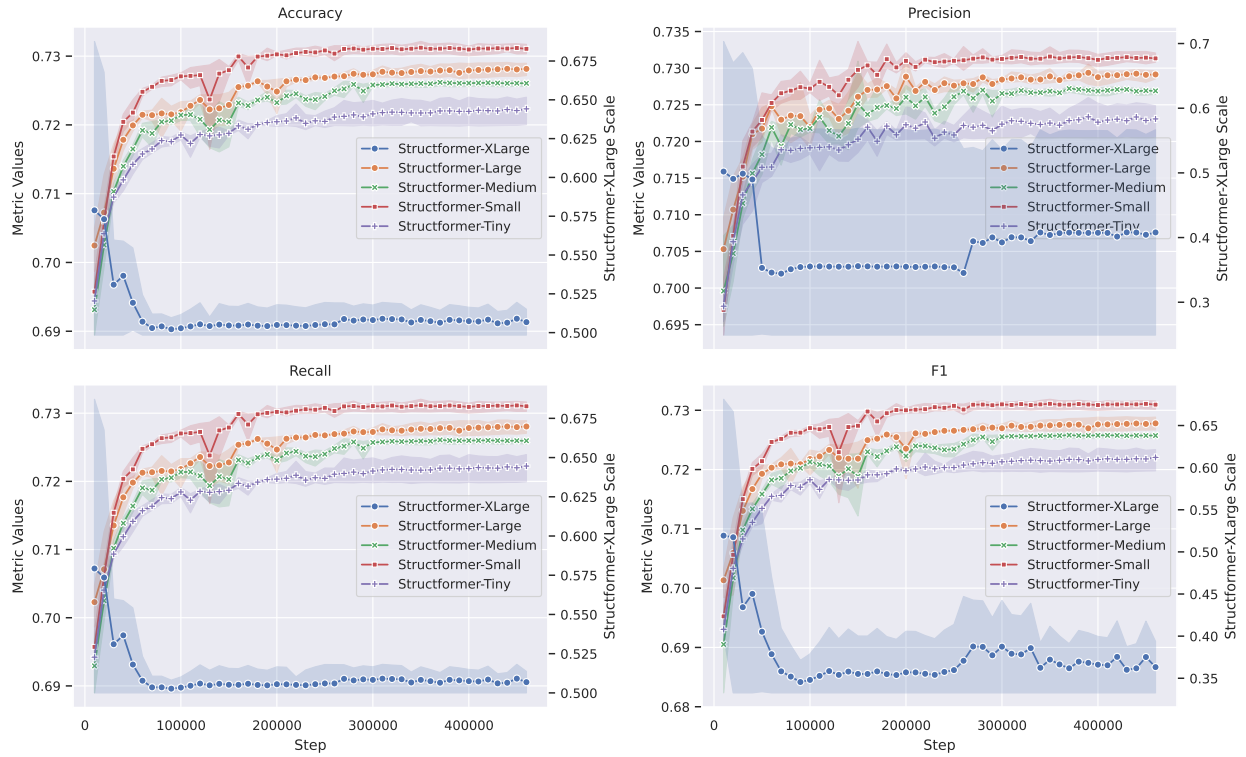 Accuracy
Metric Values
0.73
0.72
0.71
0.70
0.69
Structformer-XLarge
Structformer-Large
Structformer-Medium
Structformer-Small
Structformer-Tiny
0.675
0.650
0.625
0.600
0.575
0.550
0.525
0.500
Structformer-XLarge Scale
Precision
Metric Values
0.735
0.730
0.725
0.720
0.715
0.710
0.705
0.700
0.695
Structformer-XLarge
Structformer-Large
Structformer-Medium
Structformer-Small
Structformer-Tiny
0.7
0.6
0.5
0.4
0.3
Structformer-XLarge Scale
Recall
Metric Values
0.73
0.72
0.71
0.70
0.69
Structformer-XLarge
Structformer-Large
Structformer-Medium
Structformer-Small
Structformer-Tiny
0.675
0.650
0.625
0.600
0.575
0.550
0.525
0.500
Structformer-XLarge Scale
0 100000 200000 300000 400000
Step
F1
Metric Values
0.73
0.72
0.71
0.70
0.69
0.68
Structformer-XLarge
Structformer-Large
Structformer-Medium
Structformer-Small
Structformer-Tiny
0.65
0.60
0.55
0.50
0.45
0.40
0.35
Structformer-XLarge Scale
0 100000 200000 300000 400000
Step